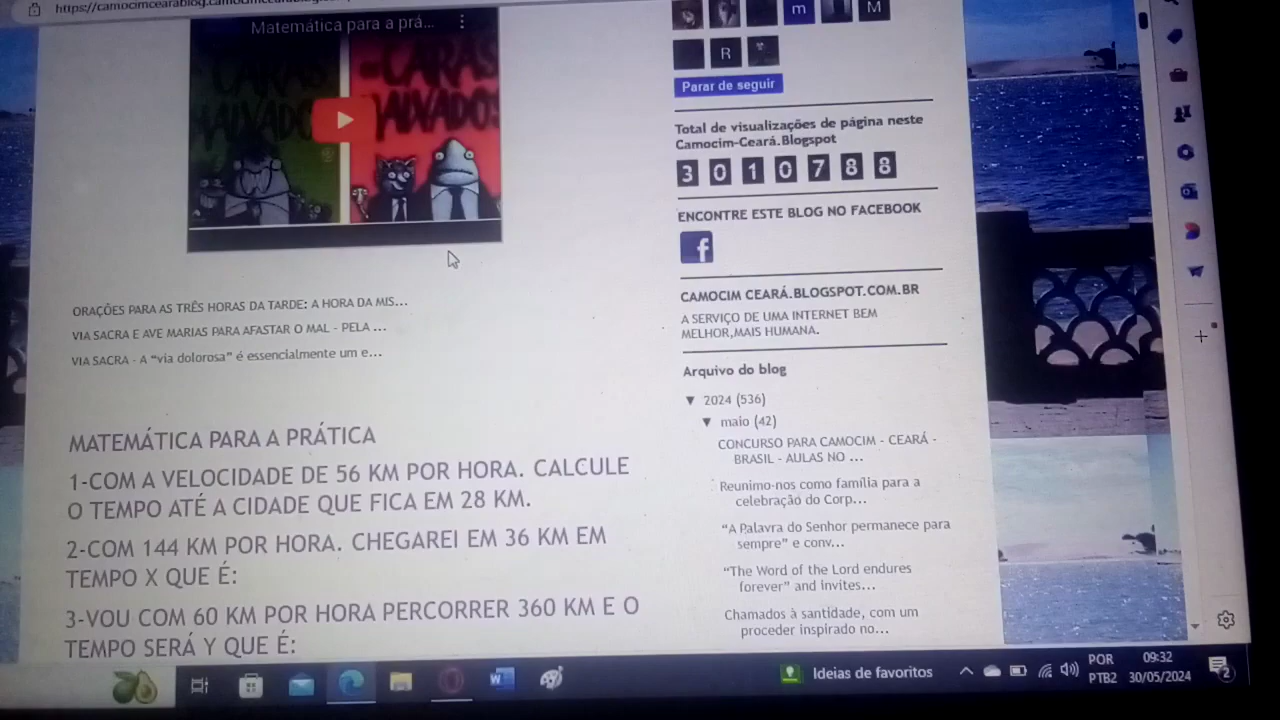 https://camocimcearablog.camocimcearablog
Matemática para a prá...
CARAS
MALVADOS
CARAS
MALVADOS
ORAÇÕES PARA AS TRÊS HORAS DA TARDE: A HORA DA MIS...
VIA SACRA E AVE MARIAS PARA AFASTAR O MAL - PELA ...
VIA SACRA - A “via dolorosa” é essencialmente um e...
MATEMÁTICA PARA A PRÁTICA
1-COM A VELOCIDADE DE 56 KM POR HORA. CALCULE
O TEMPO ATÉ A CIDADE QUE FICA EM 28 KM.
2-COM 144 KM POR HORA. CHEGAREI EM 36 KM EM
TEMPO X QUE É:
3-VOU COM 60 KM POR HORA PERCORRER 360 KM E O
TEMPO SERÁ Y QUE É:
m M
R
Parar de seguir
Total de visualizações de página neste
Camocim-Ceará.Blogspot
3010788
ENCONTRE ESTE BLOG NO FACEBOOK
f
CAMOCIM CEARÁ.BLOGSPOT.COM.BR
A SERVIÇO DE UMA INTERNET BEM
MELHOR,MAIS HUMANA.
Arquivo do blog
▼ 2024 (536)
▼ maio (42)
CONCURSO PARA CAMOCIM - CEARÁ -
BRASIL - AULAS NO ...
Reunimo-nos como família para a
celebração do Corp...
“A Palavra do Senhor permanece para
sempre” e conv...
“The Word of the Lord endures
forever” and invites...
Chamados à santidade, com um
proceder inspirado no...
W
Ideias de favoritos
POR
PTB2
09:32
30/05/2024
2